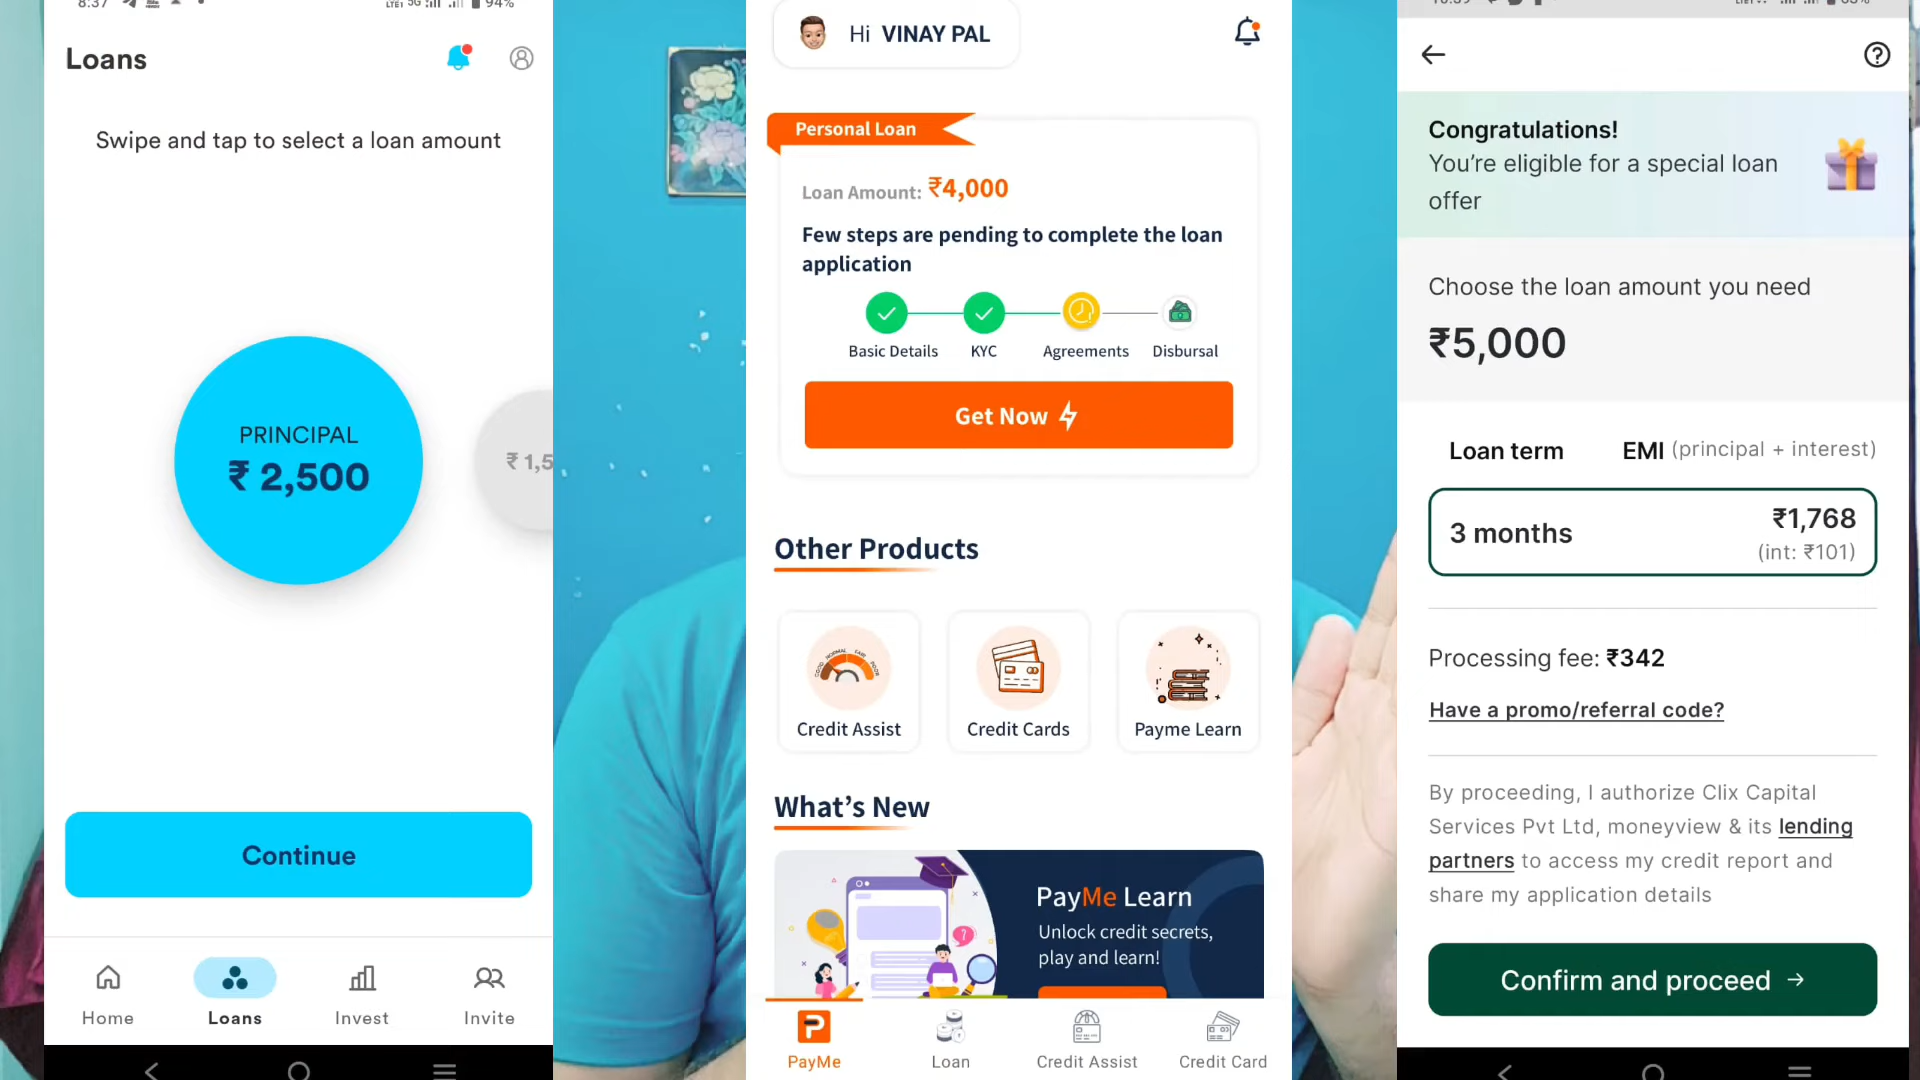 8:37
5G
94%
Loans
Swipe and tap to select a loan amount
PRINCIPAL
₹ 2,500
₹ 1,5
Continue
Home
Loans
Invest
Invite
Hi VINAY PAL
Personal Loan
Loan Amount: ₹4,000
Few steps are pending to complete the loan
application
Basic Details
KYC
Agreements
Disbursal
Get Now
Other Products
Credit Assist
Credit Cards
Payme Learn
What's New
PayMe Learn
Unlock credit secrets,
play and learn!
PayMe
Loan
Credit Assist
Credit Card
Congratulations!
You're eligible for a special loan
offer
Choose the loan amount you need
₹5,000
Loan term
EMI (principal + interest)
3 months
₹1,768
(int: ₹101)
Processing fee: ₹342
Have a promo/referral code?
By proceeding, I authorize Clix Capital
Services Pvt Ltd, moneyview & its lending
partners to access my credit report and
share my application details
Confirm and proceed →